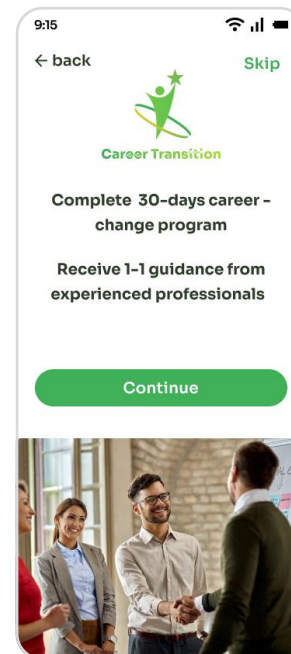 9:15
← back
Skip
Career Transition
Complete 30-days career -
change program
Receive 1-1 guidance from
experienced professionals
Continue